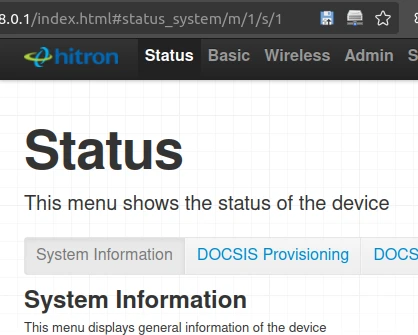 8.0.1/index.html#status_system/m/1/s/1
hitron Status Basic Wireless Admin S
Status
This menu shows the status of the device
System Information DOCSIS Provisioning DOCS
System Information
This menu displays general information of the device